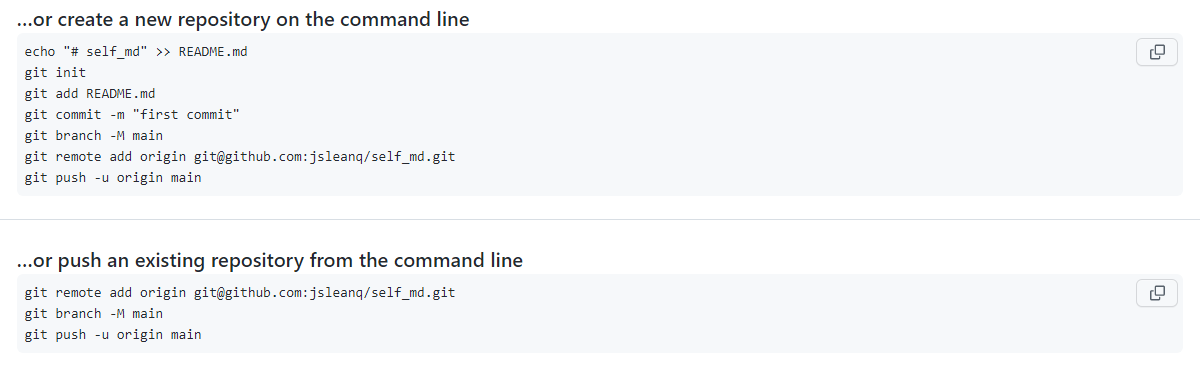 ...or create a new repository on the command line
echo "# self_md" >> README.md
git init
git add README.md
git commit -m "first commit"
git branch -M main
git remote add origin git@github.com:jsleanq/self_md.git
git push -u origin main
...or push an existing repository from the command line
git remote add origin git@github.com:jsleanq/self_md.git
git branch -M main
git push -u origin main